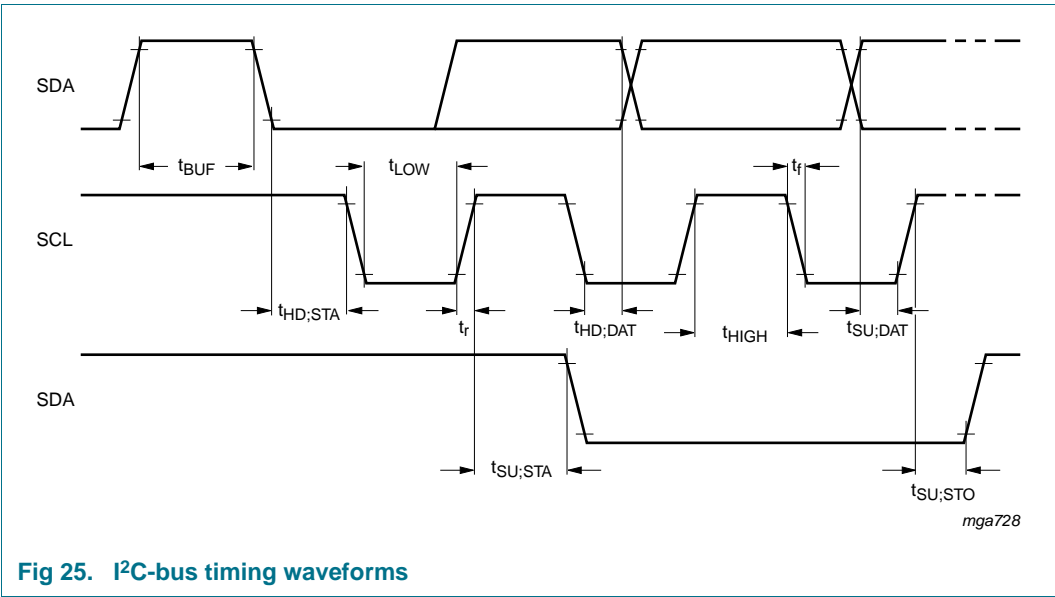 SDA
tBUF
tLOW
tf
SCL
tHD;STA
tr
tHD;DAT
tHIGH
tSU;DAT
SDA
tSU;STA
tSU;STO
mga728
Fig 25. I²C-bus timing waveforms